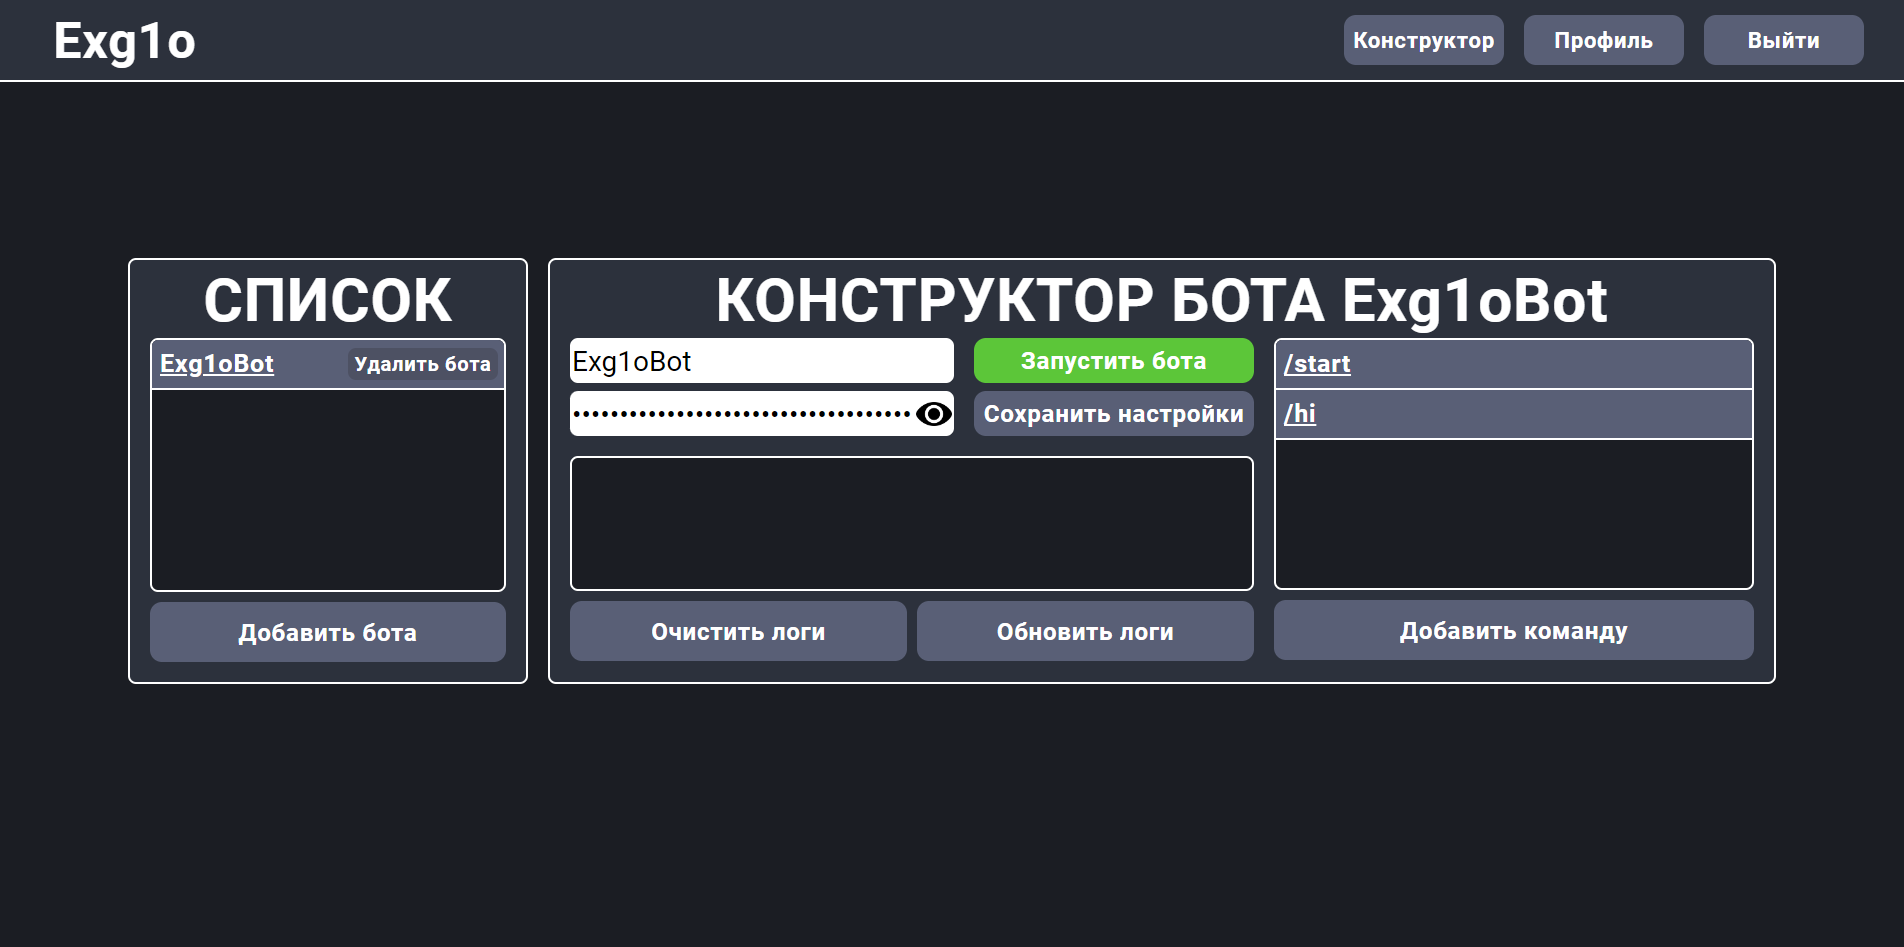 Exg1o
Конструктор
Профиль
Выйти
СПИСОК
Exg1oBot
Удалить бота
Добавить бота
КОНСТРУКТОР БОТА Exg1oBot
Exg1oBot
Запустить бота
••••••••••••••••••••••••••••••••••••
Сохранить настройки
Очистить логи
Обновить логи
/start
/hi
Добавить команду